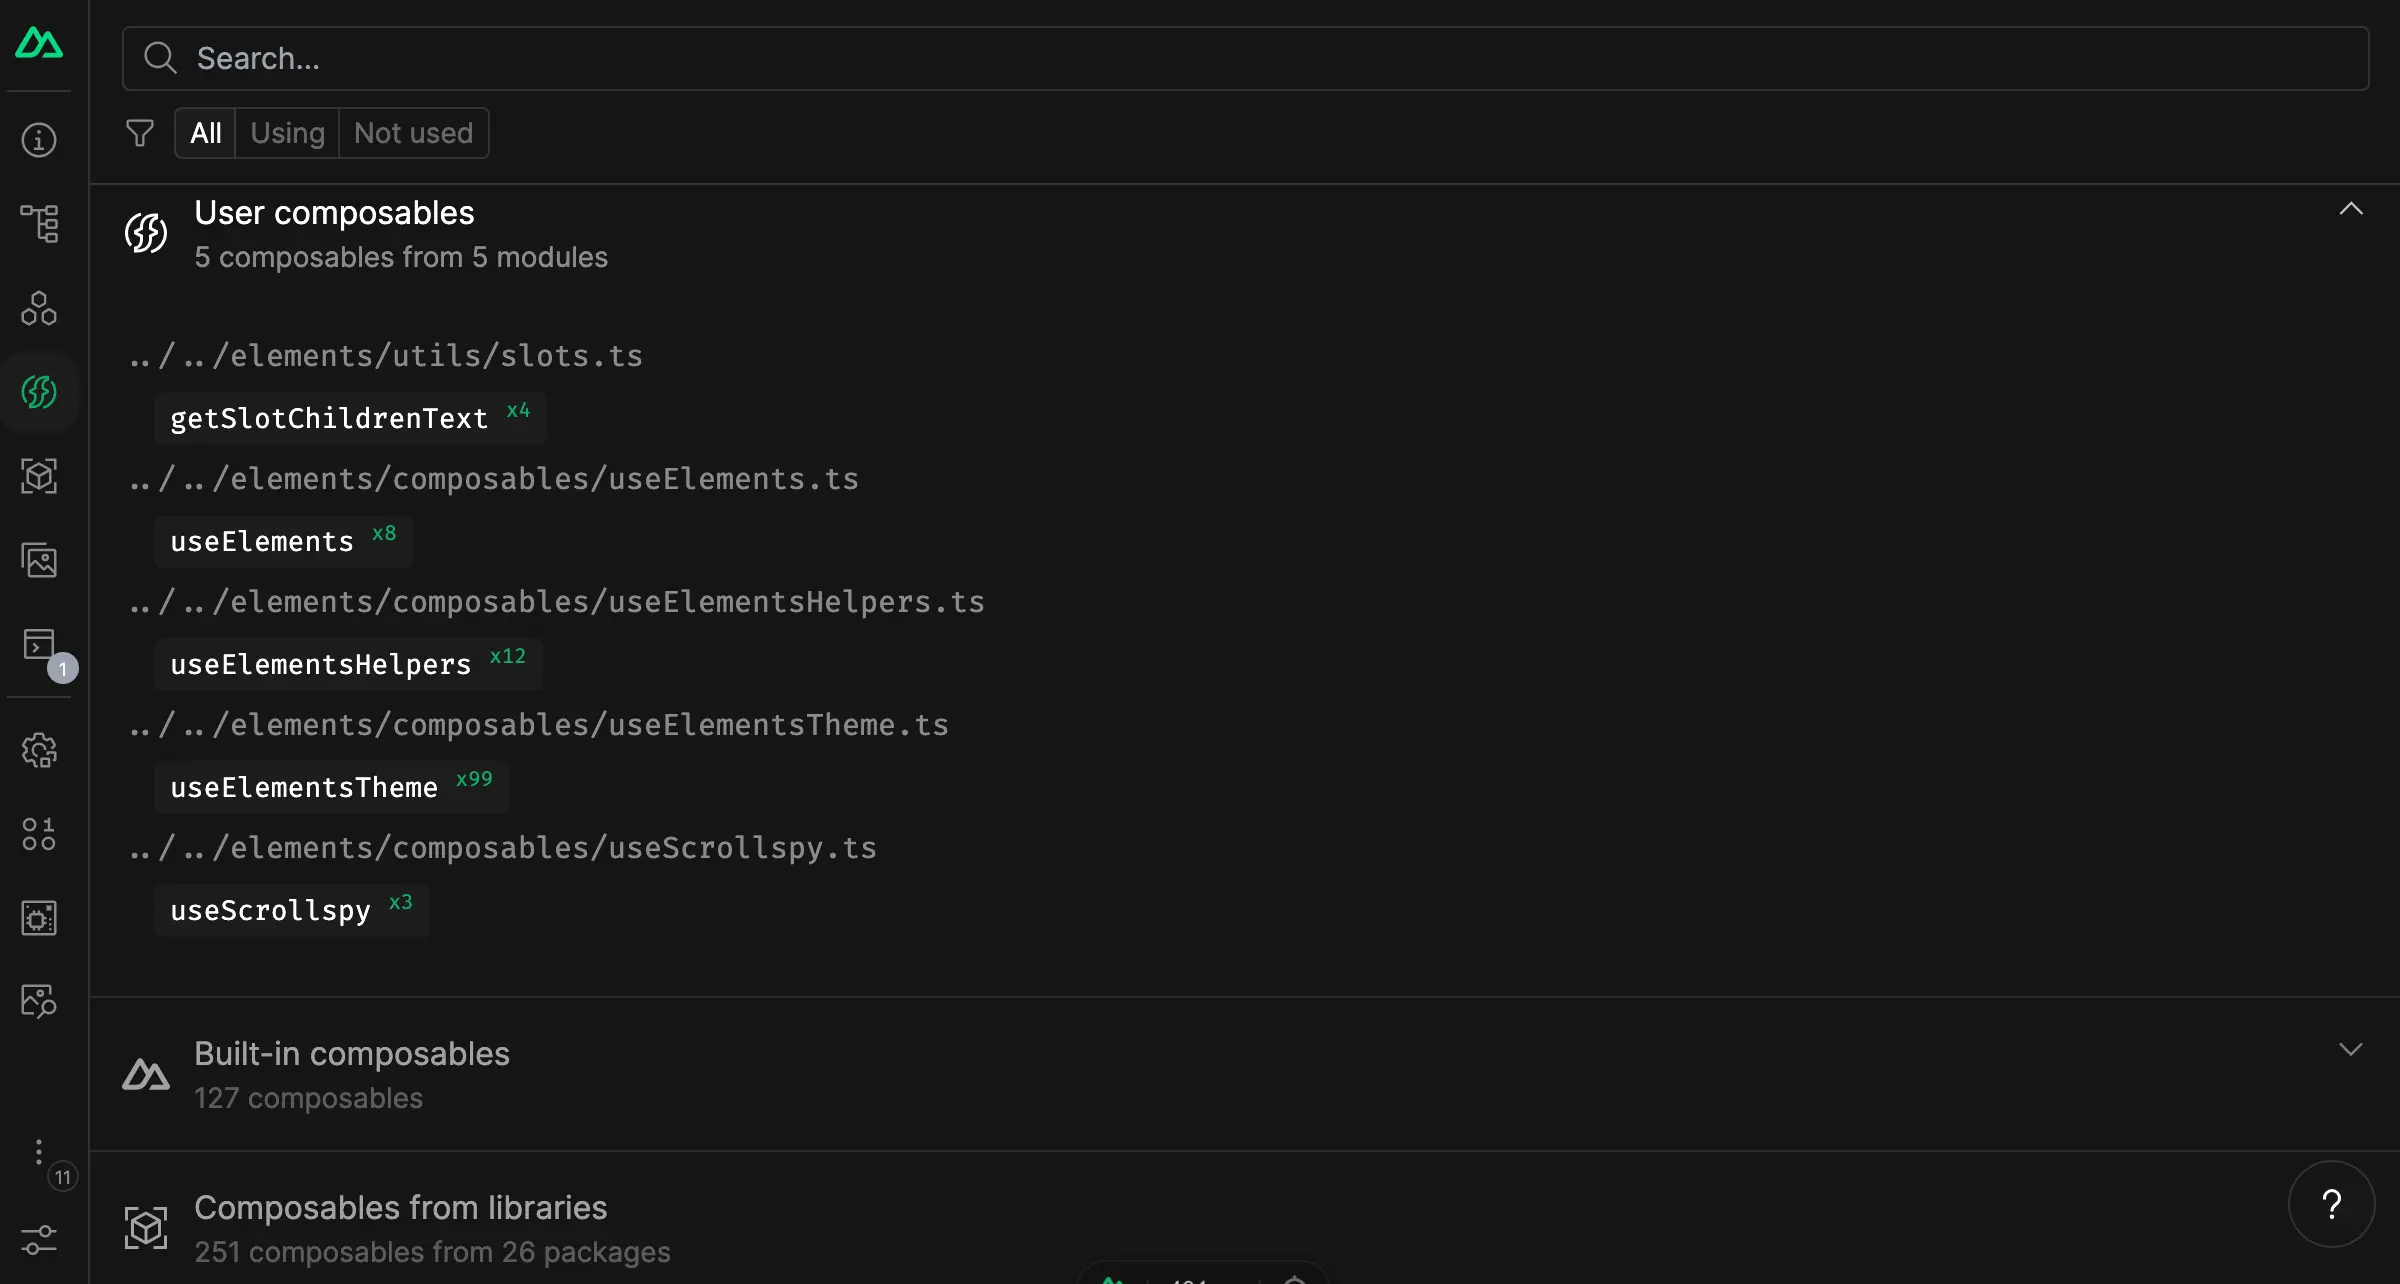 Search...
All Using Not used
User composables
5 composables from 5 modules
../../elements/utils/slots.ts
getSlotChildrenText x4
../../elements/composables/useElements.ts
useElements x8
../../elements/composables/useElementsHelpers.ts
useElementsHelpers x12
../../elements/composables/useElementsTheme.ts
useElementsTheme x99
../../elements/composables/useScrollspy.ts
useScrollspy x3
1
Built-in composables
127 composables
11
Composables from libraries
251 composables from 26 packages
?